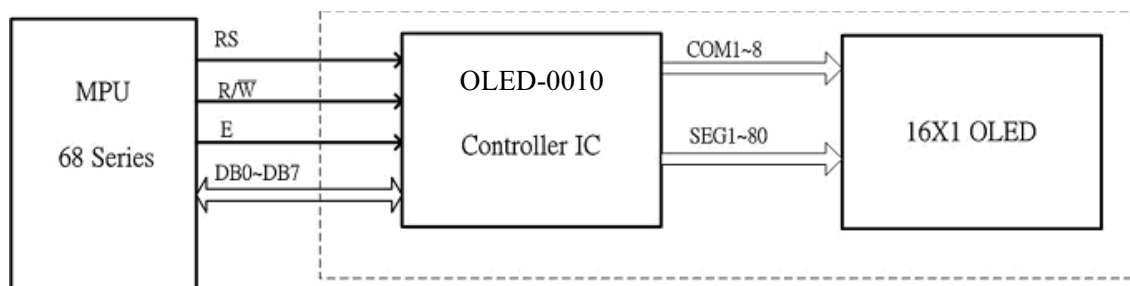 RS
R/W̅
E
DB0~DB7
MPU
68 Series
OLED-0010
Controller IC
COM1~8
SEG1~80
16X1 OLED